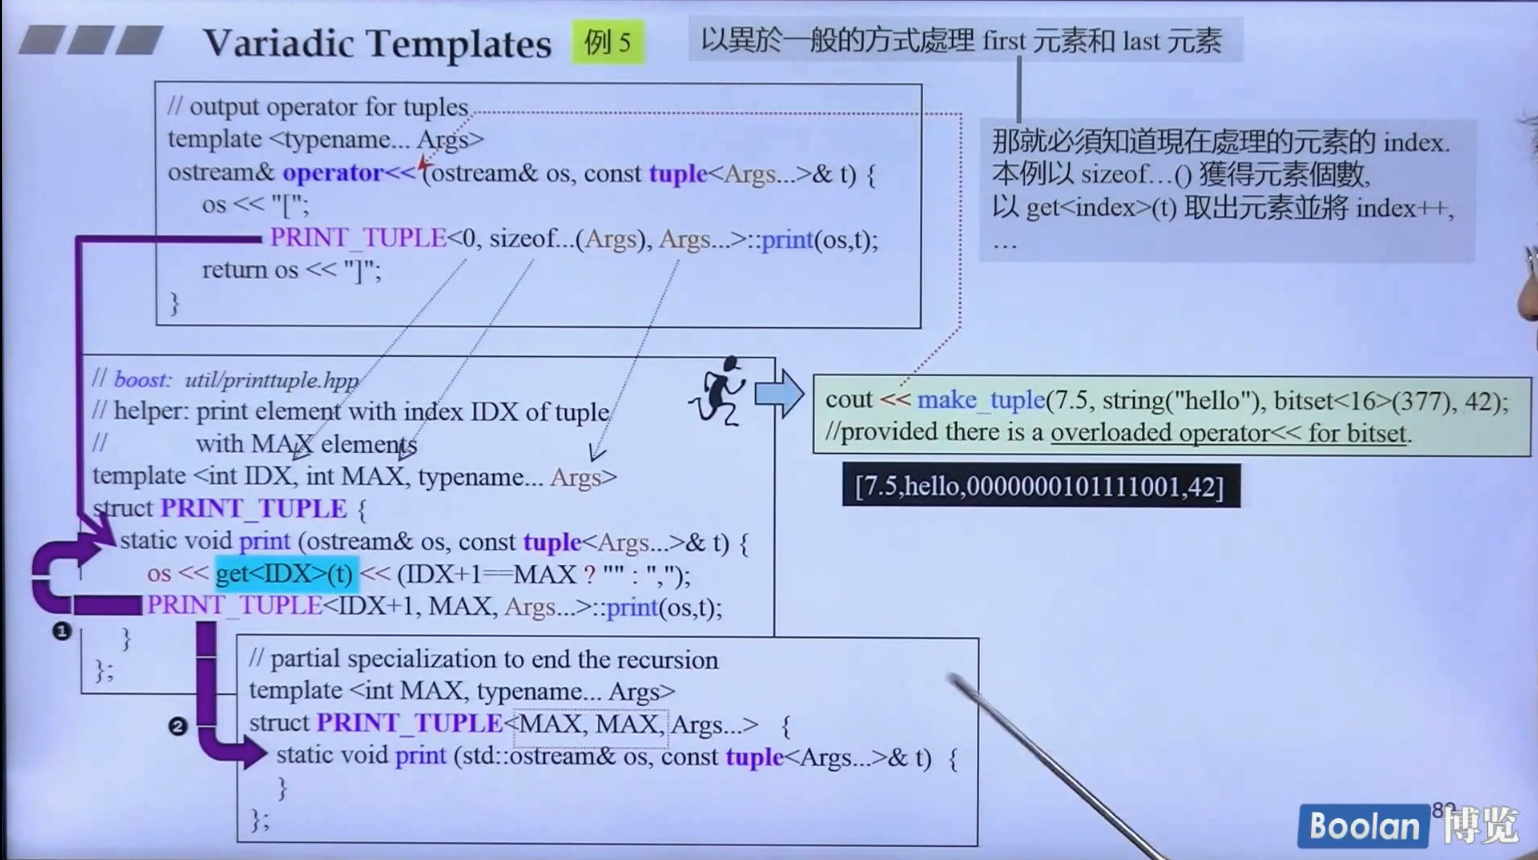 Variadic Templates 例 5
以異於一般的方式處理 first 元素和 last 元素
那就必須知道現在處理的元素的 index.
本例以 sizeof...() 獲得元素個數,
以 get<index>(t) 取出元素並將 index++,
...
// output operator for tuples
template <typename... Args>
ostream& operator<< (ostream& os, const tuple<Args...>& t) {
os << "[";
PRINT_TUPLE<0, sizeof...(Args), Args...>::print(os,t);
return os << "]";
}
// boost: util/printtuple.hpp
// helper: print element with index IDX of tuple
// with MAX elements
template <int IDX, int MAX, typename... Args>
struct PRINT_TUPLE {
static void print (ostream& os, const tuple<Args...>& t) {
os << get<IDX>(t) << (IDX+1==MAX ? "" : ",");
PRINT_TUPLE<IDX+1, MAX, Args...>::print(os,t);
}
};
❶
❷
// partial specialization to end the recursion
template <int MAX, typename... Args>
struct PRINT_TUPLE<MAX, MAX, Args...> {
static void print (std::ostream& os, const tuple<Args...>& t) {
}
};
cout << make_tuple(7.5, string("hello"), bitset<16>(377), 42);
//provided there is a overloaded operator<< for bitset.
[7.5,hello,0000000101111001,42]
Boolan 博览